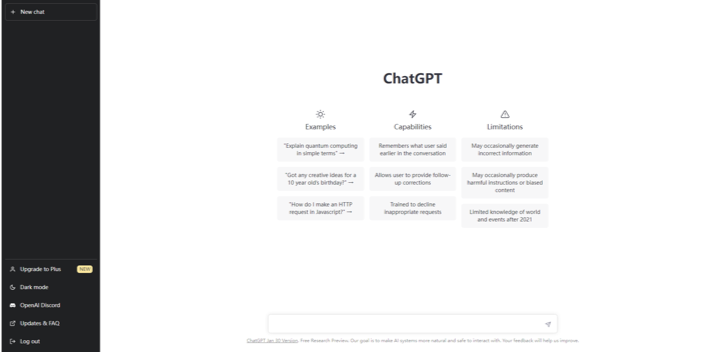 + New chat
ChatGPT
Examples
Capabilities
Limitations
"Explain quantum computing
in simple terms" →
Remembers what user said
earlier in the conversation
May occasionally generate
incorrect information
"Got any creative ideas for a
10 year old's birthday?" →
Allows user to provide follow-
up corrections
May occasionally produce
harmful instructions or biased
content
"How do I make an HTTP
request in Javascript?" →
Trained to decline
inappropriate requests
Limited knowledge of world
and events after 2021
Upgrade to Plus NEW
Dark mode
OpenAI Discord
Updates & FAQ
Log out
ChatGPT Jan 30 Version. Free Research Preview. Our goal is to make AI systems more natural and safe to interact with. Your feedback will help us improve.